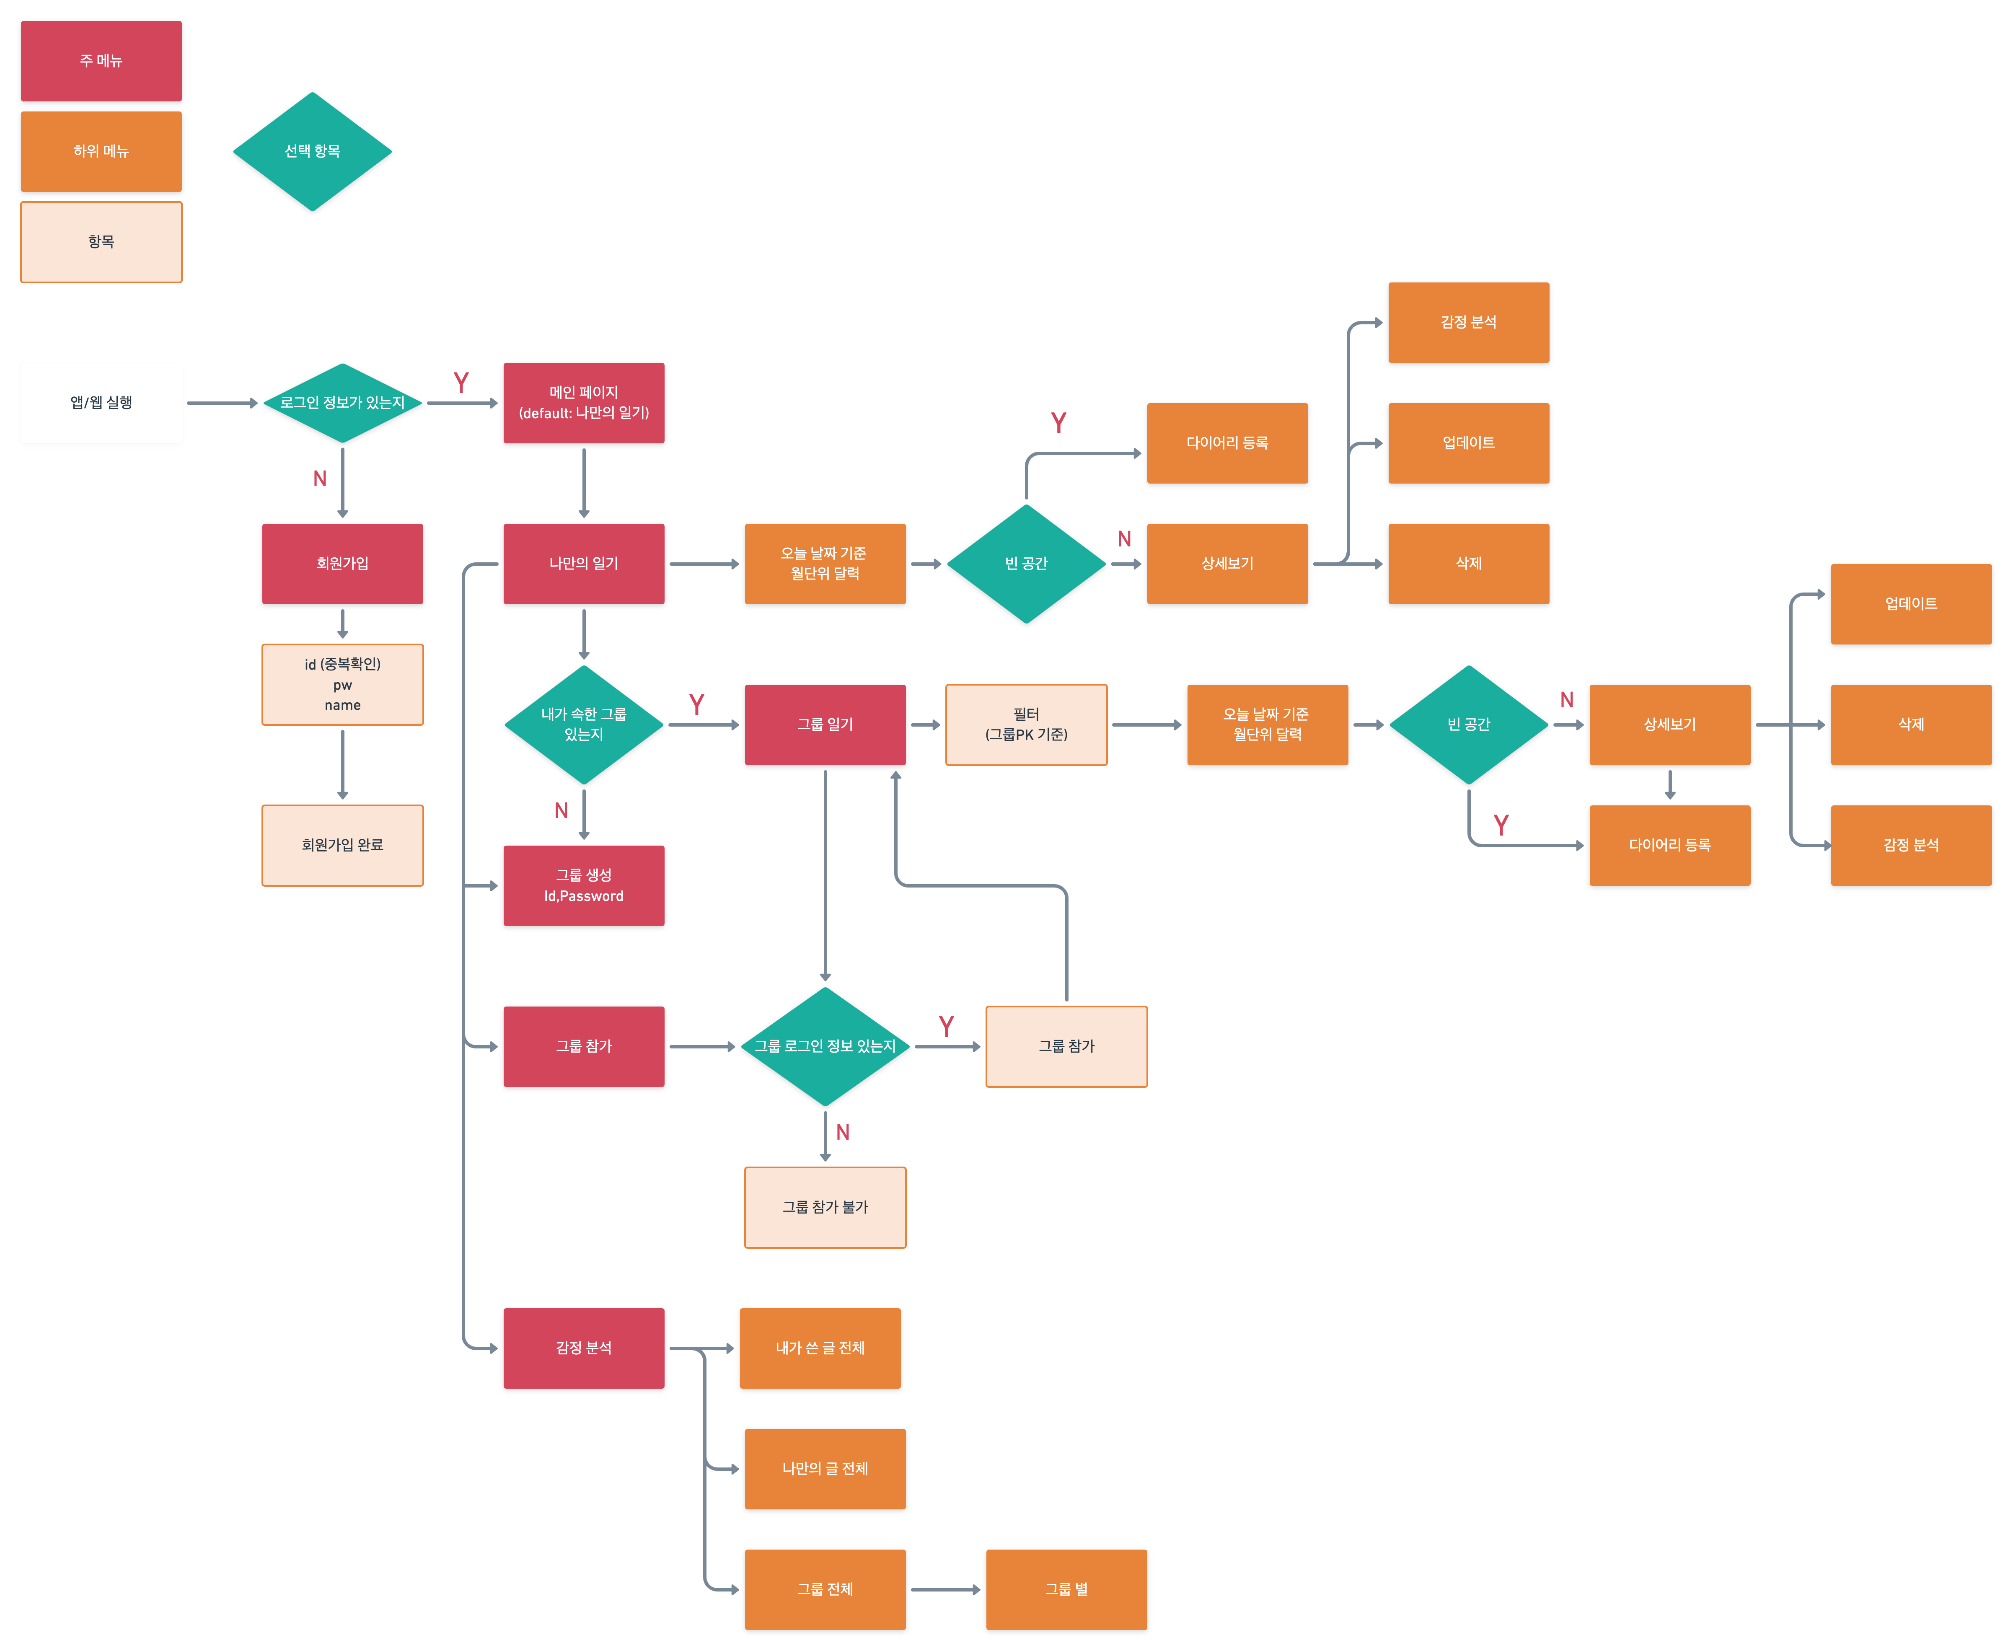 주 메뉴
하위 메뉴
선택 항목
항목
앱/웹 실행
로그인 정보가 있는지
Y
메인 페이지
(default: 나만의 일기)
N
회원가입
id (중복확인)
pw
name
회원가입 완료
나만의 일기
오늘 날짜 기준
월단위 달력
빈 공간
Y
다이어리 등록
N
상세보기
감정 분석
업데이트
삭제
내가 속한 그룹
있는지
Y
그룹 일기
필터
(그룹PK 기준)
오늘 날짜 기준
월단위 달력
빈 공간
N
상세보기
Y
다이어리 등록
업데이트
삭제
감정 분석
N
그룹 생성
Id,Password
그룹 참가
그룹 로그인 정보 있는지
Y
그룹 참가
N
그룹 참가 불가
감정 분석
내가 쓴 글 전체
나만의 글 전체
그룹 전체
그룹 별